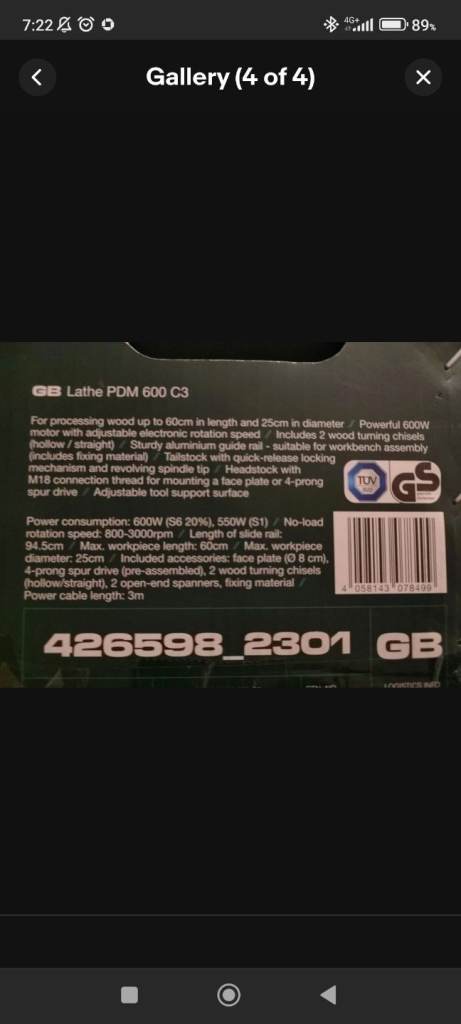 7:22
4G+
89%
Gallery (4 of 4)
GB Lathe PDM 600 C3
For processing wood up to 60cm in length and 25cm in diameter / Powerful 600W
motor with adjustable electronic rotation speed / Includes 2 wood turning chisels
(hollow / straight) / Sturdy aluminium guide rail - suitable for workbench assembly
(includes fixing material) / Tailstock with quick-release locking
mechanism and revolving spindle tip / Headstock with
M18 connection thread for mounting a face plate or 4-prong
spur drive / Adjustable tool support surface
TÜV
GS
Power consumption: 600W (S6 20%), 550W (S1) / No-load
rotation speed: 800-3000rpm / Length of slide rail:
94.5cm / Max. workpiece length: 60cm / Max. workpiece
diameter: 25cm / Included accessories: face plate (Ø 8 cm),
4-prong spur drive (pre-assembled), 2 wood turning chisels
(hollow/straight), 2 open-end spanners, fixing material /
Power cable length: 3m
4 058143 078499
426598_2301 GB
LOGISTICS INFO